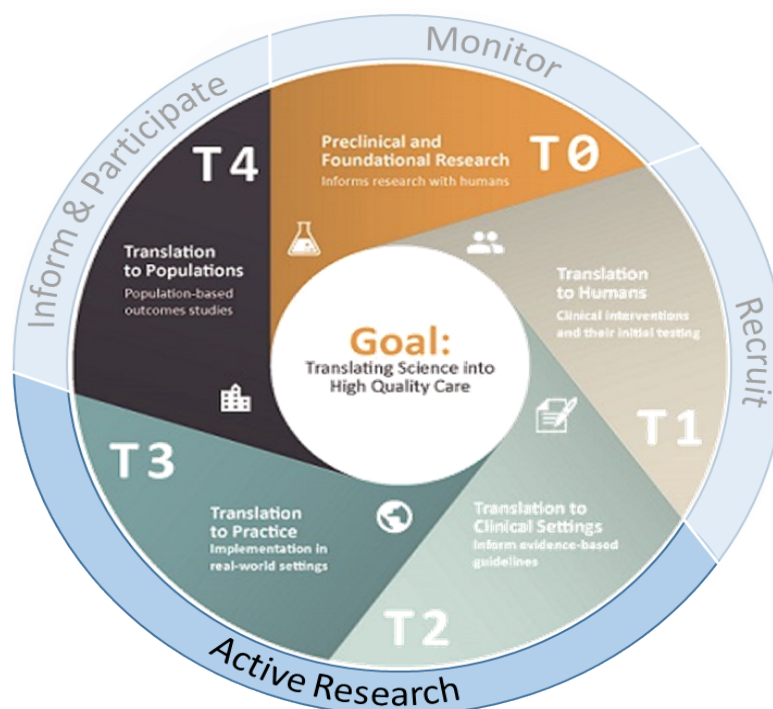 Monitor
Inform & Participate
Recruit
Active Research
T0
Preclinical and
Foundational Research
Informs research with humans
T1
Translation
to Humans
Clinical interventions
and their initial testing
T2
Translation to
Clinical Settings
Inform evidence-based
guidelines
T3
Translation
to Practice
Implementation in
real-world settings
T4
Translation
to Populations
Population-based
outcomes studies
Goal:
Translating Science into
High Quality Care